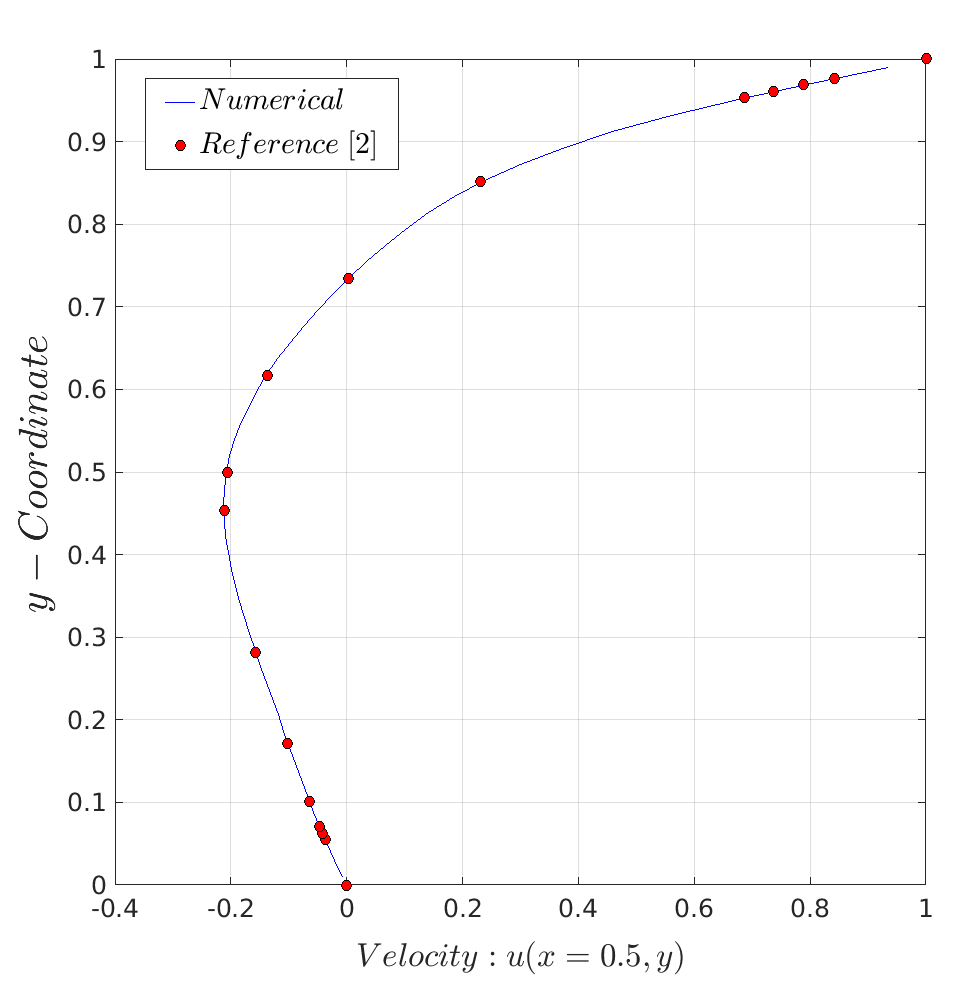 Numerical
Reference [2]
1
0.9
0.8
0.7
0.6
0.5
0.4
0.3
0.2
0.1
0
y − Coordinate
-0.4 -0.2 0 0.2 0.4 0.6 0.8 1
Velocity : u(x = 0.5, y)